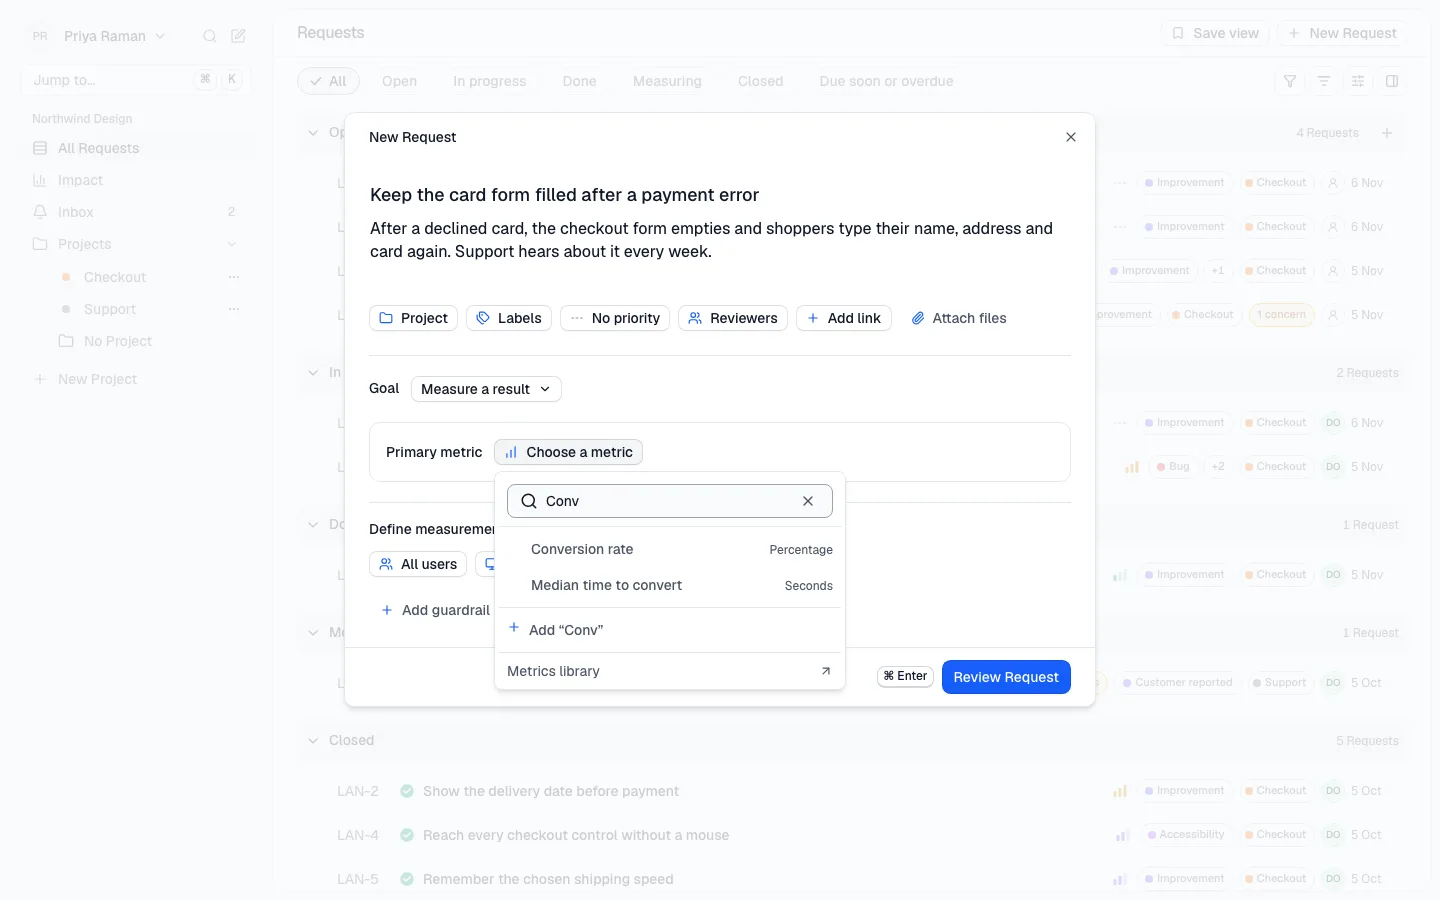 PR Priya Raman
Jump to... ⌘ K
Northwind Design
All Requests
Impact
Inbox 2
Projects
Checkout
Support
No Project
New Project
Requests
Save view
New Request
All
Open
In progress
Done
Measuring
Closed
Due soon or overdue
4 Requests
Improvement Checkout 6 Nov
Improvement Checkout 6 Nov
Improvement +1 Checkout 5 Nov
Checkout 1 concern 5 Nov
In
2 Requests
Improvement Checkout DO 6 Nov
Bug +2 Checkout DO 5 Nov
1 Request
Improvement Checkout DO 5 Nov
1 Request
Customer reported Support DO 5 Oct
Closed 5 Requests
LAN-2 Show the delivery date before payment Improvement Checkout DO 5 Oct
LAN-4 Reach every checkout control without a mouse Accessibility Checkout DO 5 Oct
LAN-5 Remember the chosen shipping speed Improvement Checkout DO 5 Oct
New Request
Keep the card form filled after a payment error
After a declined card, the checkout form empties and shoppers type their name, address and
card again. Support hears about it every week.
Project
Labels
No priority
Reviewers
Add link
Attach files
Goal Measure a result
Primary metric Choose a metric
Conv
Conversion rate Percentage
Median time to convert Seconds
Add “Conv”
Metrics library
All users
Add guardrail
⌘ Enter
Review Request